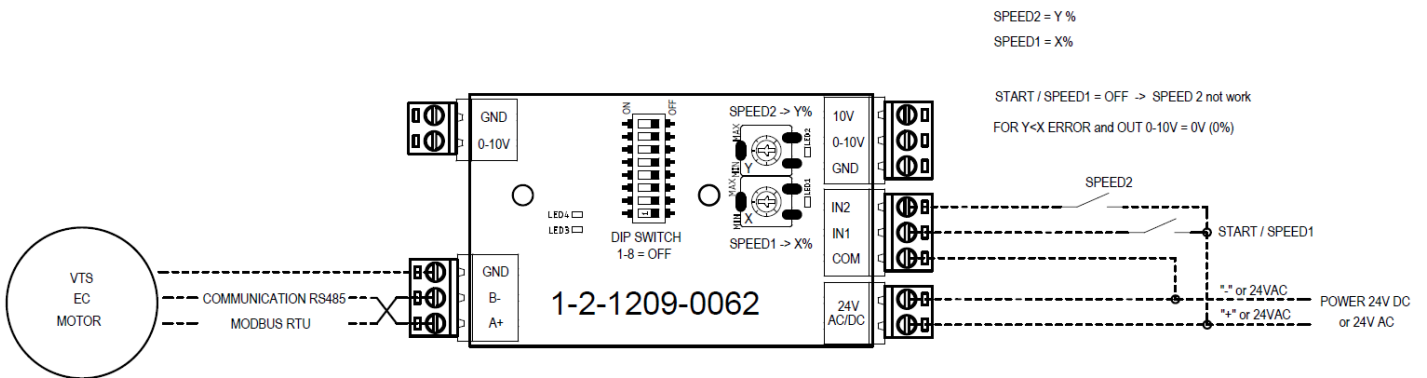 SPEED2 = Y %
SPEED1 = X%
START / SPEED1 = OFF -> SPEED 2 not work
FOR Y<X ERROR and OUT 0-10V = 0V (0%)
GND
0-10V
ON
OFF
DIP SWITCH
1-8 = OFF
1
LED4
LED3
SPEED2 -> Y%
MAX
MIN
Y
LED2
MAX
MIN
X
LED1
SPEED1 -> X%
10V
0-10V
GND
IN2
IN1
COM
24V
AC/DC
SPEED2
START / SPEED1
"-" or 24VAC
"+" or 24VAC
POWER 24V DC
or 24V AC
VTS
EC
MOTOR
COMMUNICATION RS485
MODBUS RTU
GND
B-
A+
1-2-1209-0062